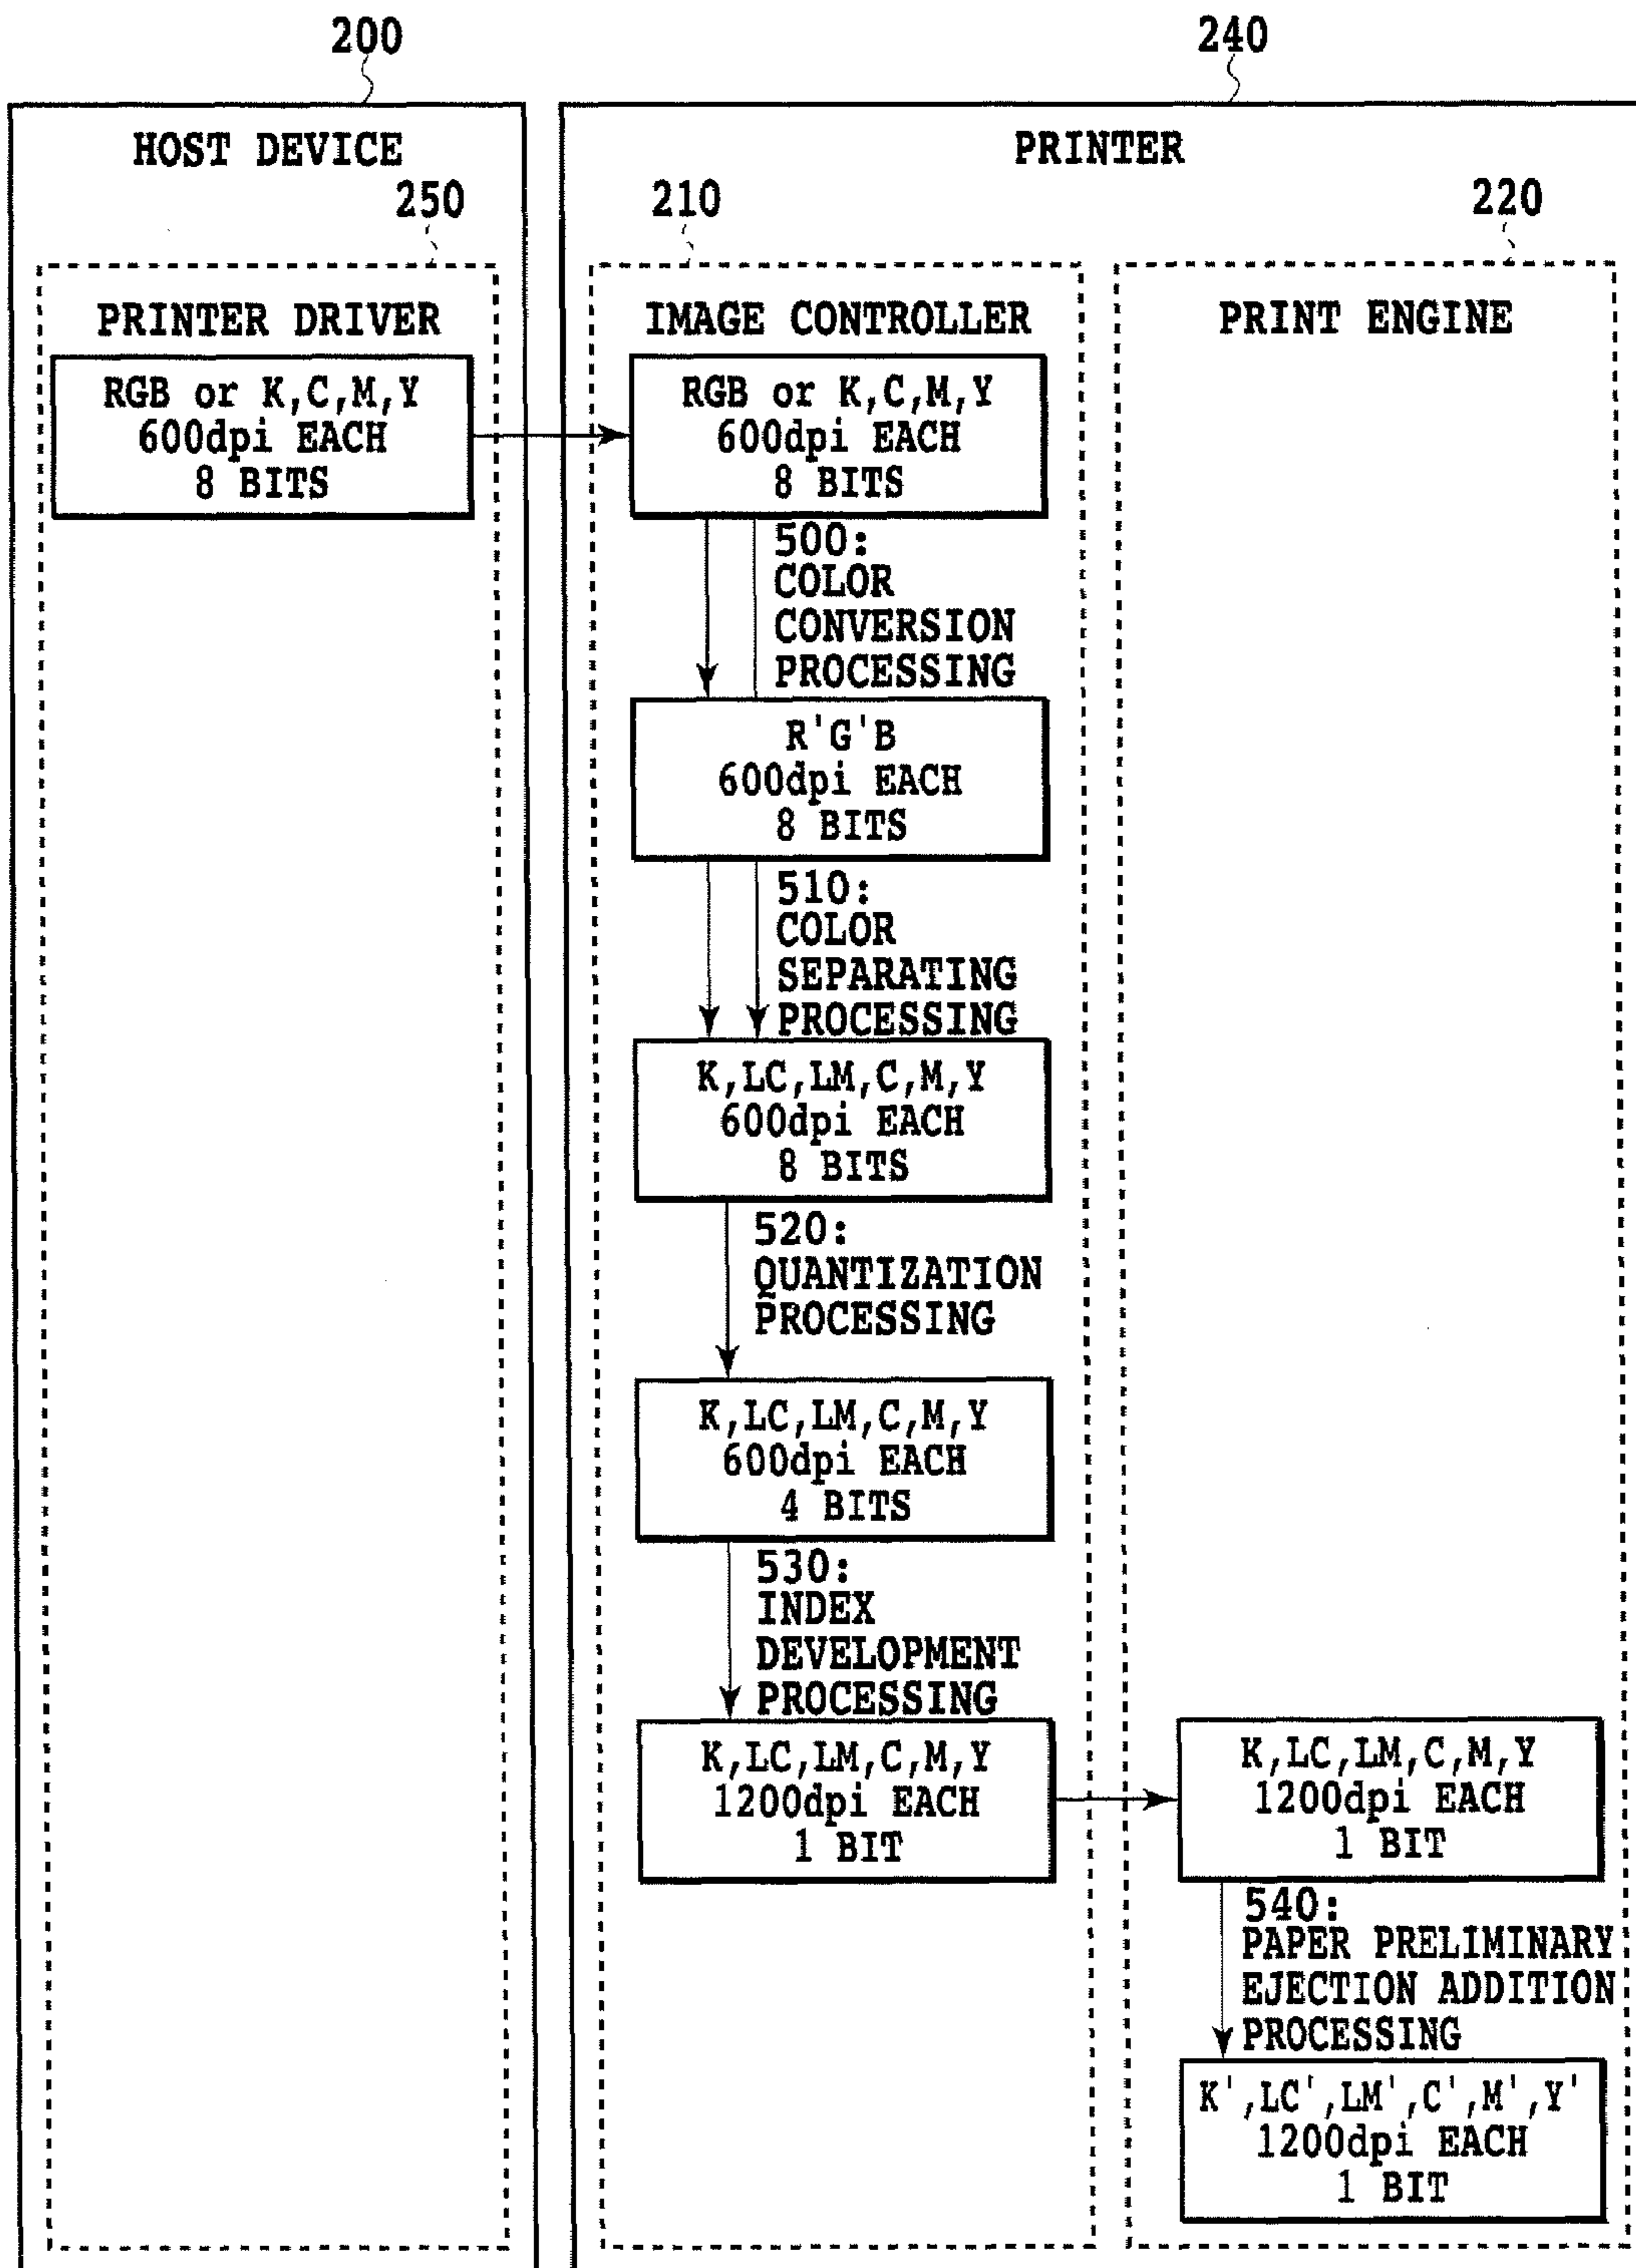 200
240
HOST DEVICE
PRINTER
250
210
220
PRINTER DRIVER
RGB or K,C,M,Y
600dpi EACH
8 BITS
IMAGE CONTROLLER
RGB or K,C,M,Y
600dpi EACH
8 BITS
500:
COLOR
CONVERSION
PROCESSING
R'G'B
600dpi EACH
8 BITS
510:
COLOR
SEPARATING
PROCESSING
K,LC,LM,C,M,Y
600dpi EACH
8 BITS
520:
QUANTIZATION
PROCESSING
K,LC,LM,C,M,Y
600dpi EACH
4 BITS
530:
INDEX
DEVELOPMENT
PROCESSING
K,LC,LM,C,M,Y
1200dpi EACH
1 BIT
PRINT ENGINE
K,LC,LM,C,M,Y
1200dpi EACH
1 BIT
540:
PAPER PRELIMINARY
EJECTION ADDITION
PROCESSING
K',LC',LM',C',M',Y'
1200dpi EACH
1 BIT